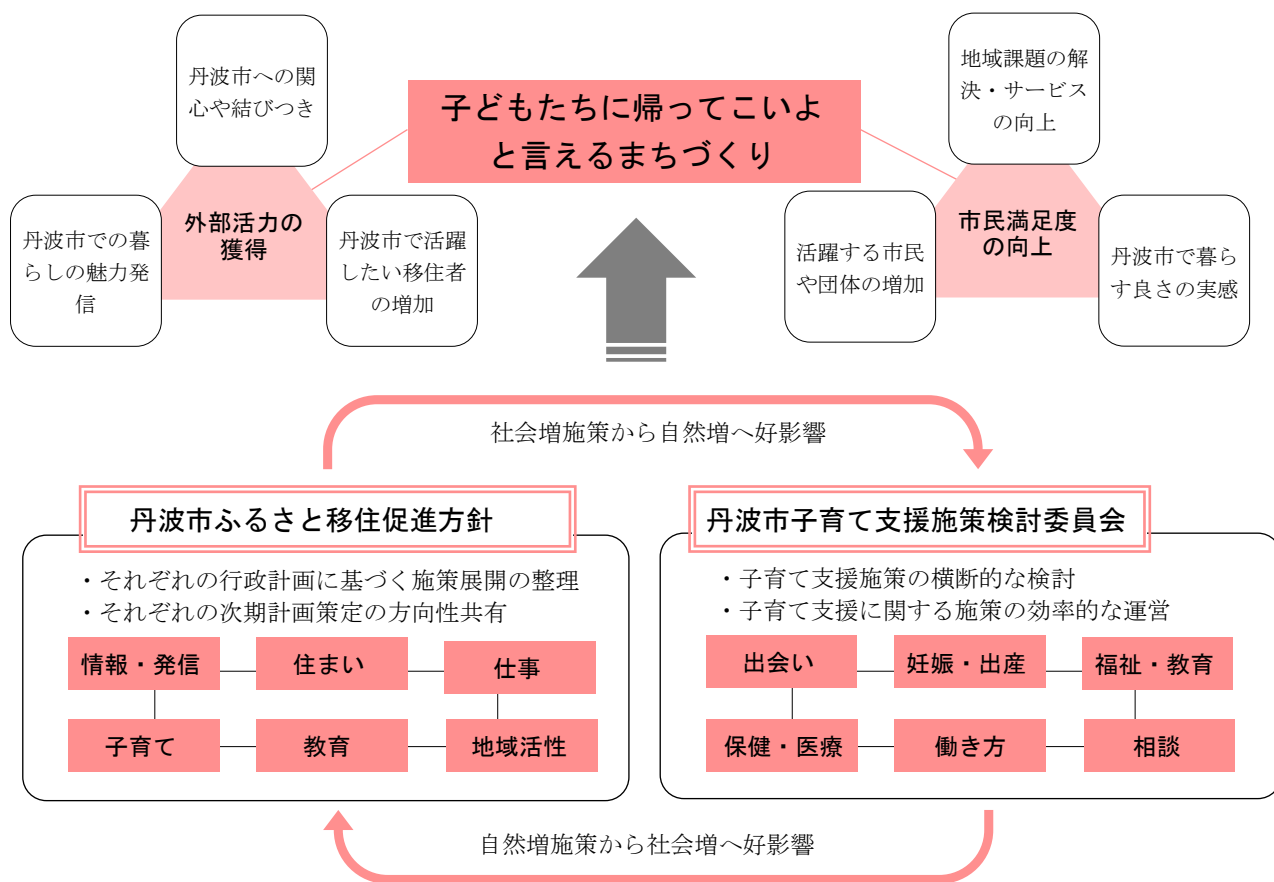 丹波市への関
心や結びつき
子どもたちに帰ってこいよ
と言えるまちづくり
地域課題の解
決・サービス
の向上
丹波市での暮
らしの魅力発
信
外部活力の
獲得
丹波市で活躍
したい移住者
の増加
活躍する市民
や団体の増加
市民満足度
の向上
丹波市で暮ら
す良さの実感
社会増施策から自然増へ好影響
丹波市ふるさと移住促進方針
・それぞれの行政計画に基づく施策展開の整理
・それぞれの次期計画策定の方向性共有
情報・発信
住まい
仕事
子育て
教育
地域活性
丹波市子育て支援施策検討委員会
・子育て支援施策の横断的な検討
・子育て支援に関する施策の効率的な運営
出会い
妊娠・出産
福祉・教育
保健・医療
働き方
相談
自然増施策から社会増へ好影響